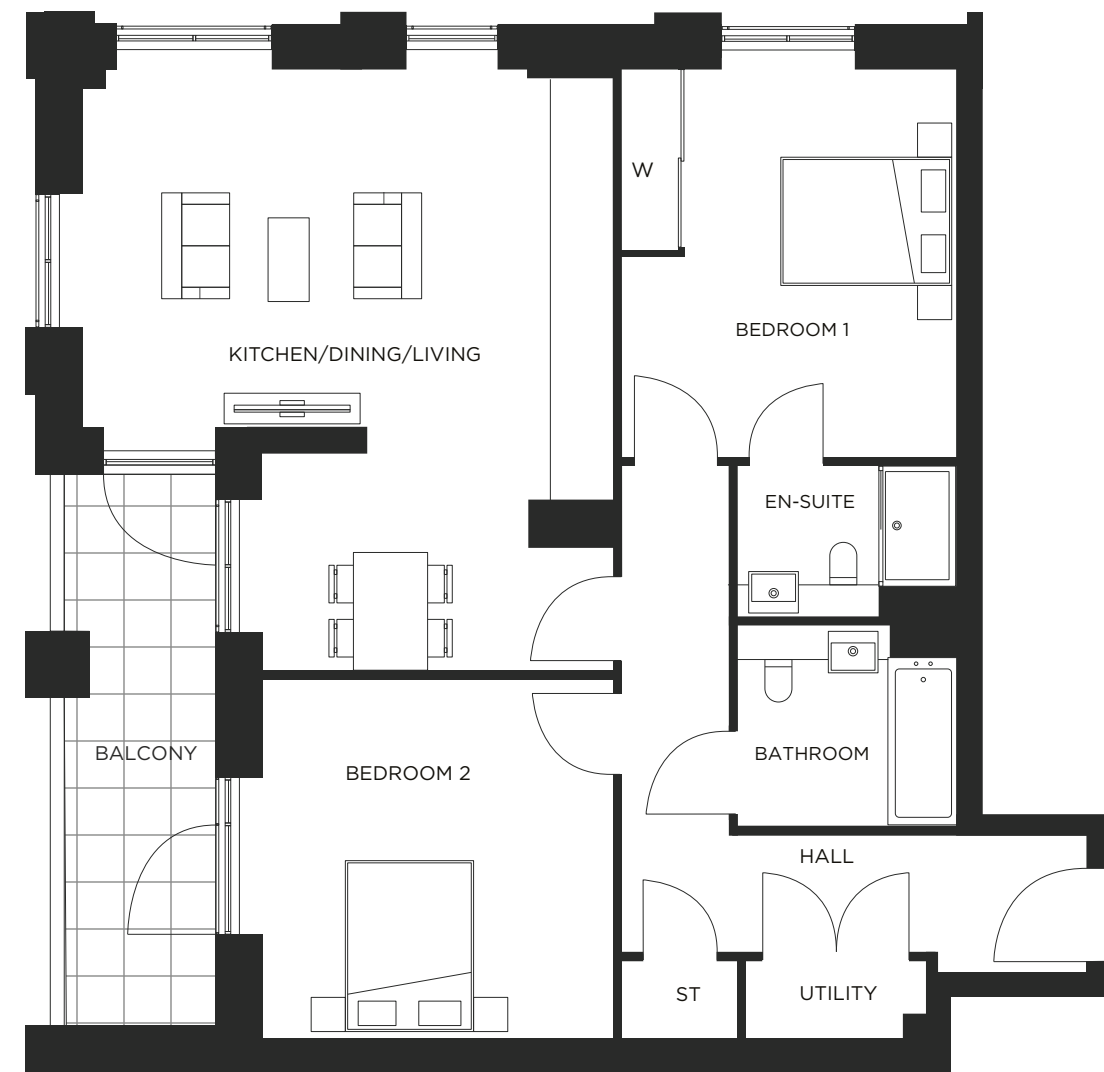 W
BEDROOM 1
KITCHEN/DINING/LIVING
EN-SUITE
BALCONY
BEDROOM 2
BATHROOM
HALL
ST
UTILITY